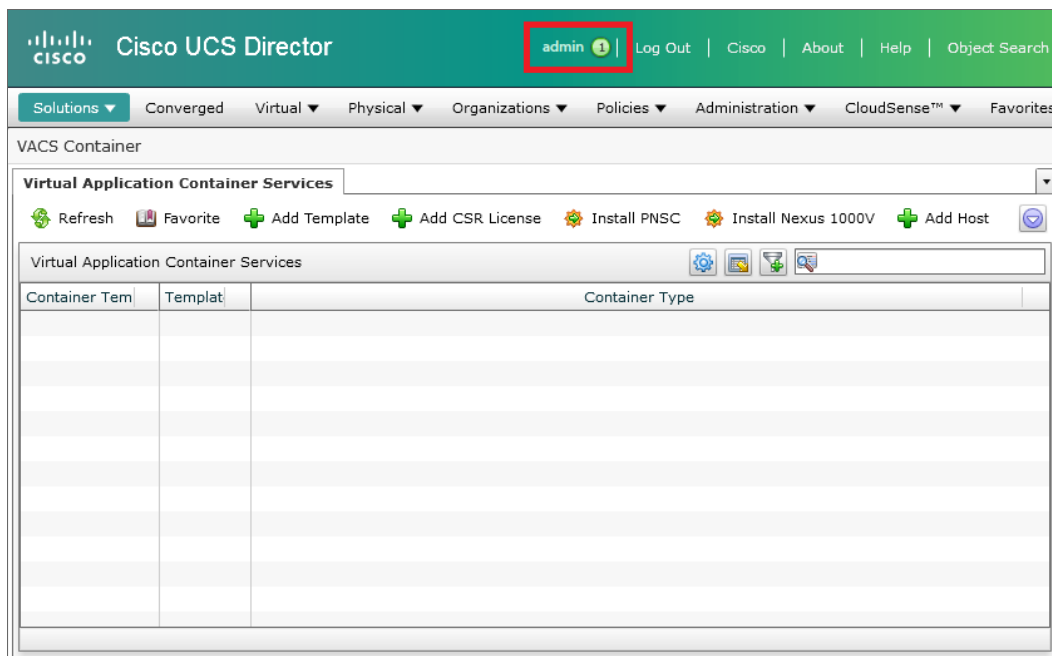 CISCO Cisco UCS Director admin 1 | Log Out | Cisco | About | Help | Object Search
Solutions ▼ Converged Virtual ▼ Physical ▼ Organizations ▼ Policies ▼ Administration ▼ CloudSense™ ▼ Favorites
VACS Container
Virtual Application Container Services
Refresh Favorite Add Template Add CSR License Install PNSC Install Nexus 1000V Add Host
Virtual Application Container Services
Container Tem Templat Container Type